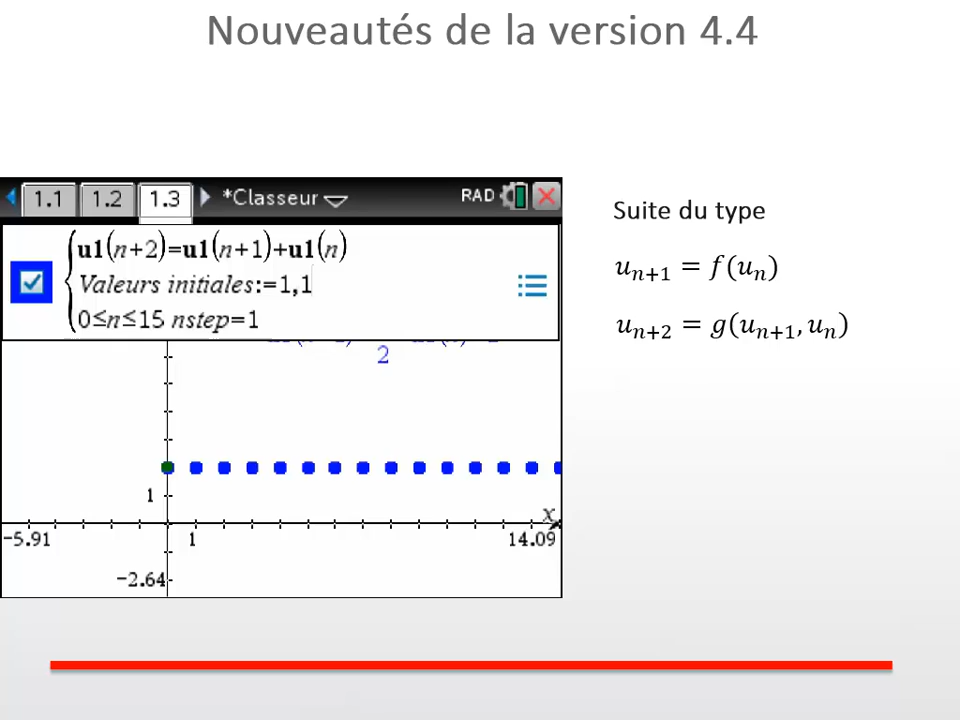 Nouveautés de la version 4.4
1.1 1.2 1.3 *Classeur RAD
u1(n+2)=u1(n+1)+u1(n)
Valeurs initiales:=1,1
0≤n≤15 nstep=1
2
1
x
-5.91 1 14.09
-2.64
Suite du type
uₙ₊₁ = f(uₙ)
uₙ₊₂ = g(uₙ₊₁, uₙ)